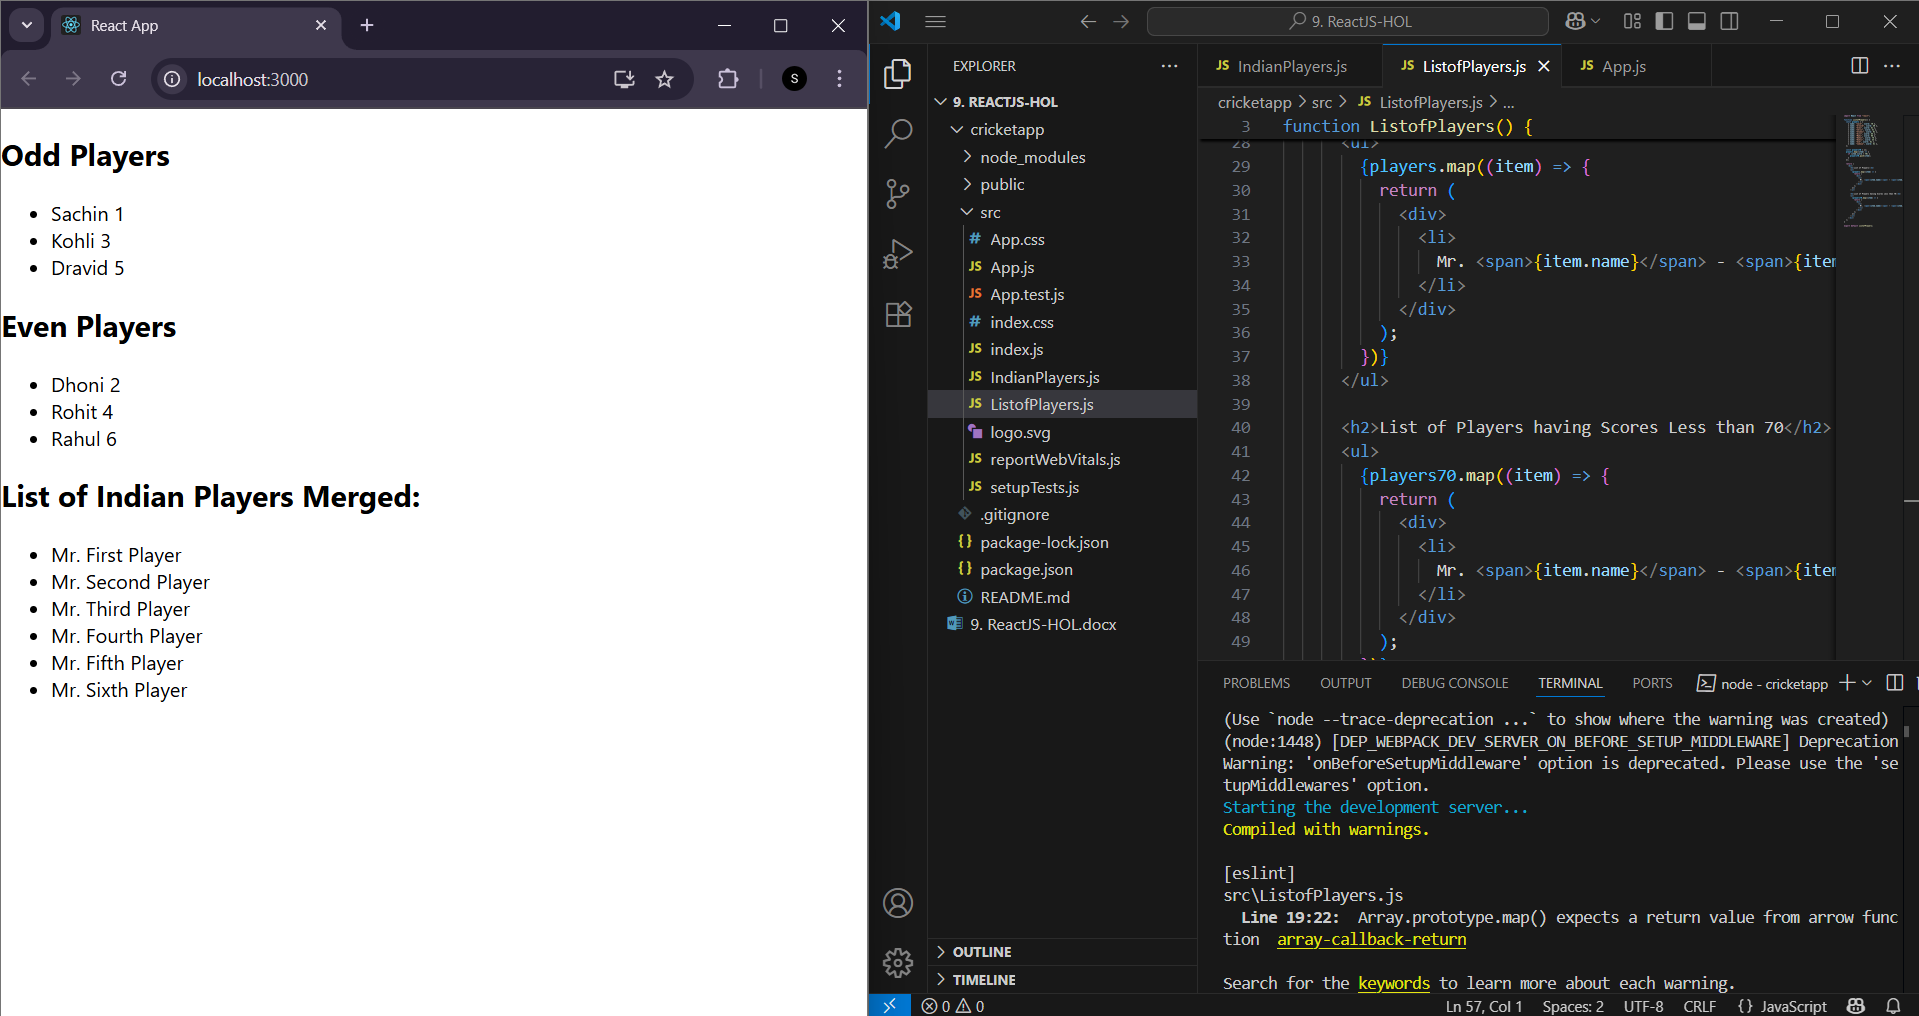 React App
localhost:3000
S
Odd Players
Sachin 1
Kohli 3
Dravid 5
Even Players
Dhoni 2
Rohit 4
Rahul 6
List of Indian Players Merged:
Mr. First Player
Mr. Second Player
Mr. Third Player
Mr. Fourth Player
Mr. Fifth Player
Mr. Sixth Player
9. ReactJS-HOL
EXPLORER
9. REACTJS-HOL
cricketapp
node_modules
public
src
# App.css
JS App.js
JS App.test.js
# index.css
JS index.js
JS IndianPlayers.js
JS ListofPlayers.js
logo.svg
JS reportWebVitals.js
JS setupTests.js
.gitignore
{} package-lock.json
{} package.json
README.md
9. ReactJS-HOL.docx
OUTLINE
TIMELINE
JS IndianPlayers.js
JS ListofPlayers.js
JS App.js
cricketapp > src > JS ListofPlayers.js > ...
3 function ListofPlayers() {
28 <ul>
29 {players.map((item) => {
30 return (
31 <div>
32 <li>
33 Mr. <span>{item.name}</span> - <span>{item
34 </li>
35 </div>
36 );
37 })}
38 </ul>
39
40 <h2>List of Players having Scores Less than 70</h2>
41 <ul>
42 {players70.map((item) => {
43 return (
44 <div>
45 <li>
46 Mr. <span>{item.name}</span> - <span>{item
47 </li>
48 </div>
49 );
PROBLEMS OUTPUT DEBUG CONSOLE TERMINAL PORTS node - cricketapp
(Use `node --trace-deprecation ...` to show where the warning was created)
(node:1448) [DEP_WEBPACK_DEV_SERVER_ON_BEFORE_SETUP_MIDDLEWARE] Deprecation
Warning: 'onBeforeSetupMiddleware' option is deprecated. Please use the 'se
tupMiddlewares' option.
Starting the development server...
Compiled with warnings.
[eslint]
src\ListofPlayers.js
Line 19:22: Array.prototype.map() expects a return value from arrow func
tion array-callback-return
Search for the keywords to learn more about each warning.
0 0
Ln 57, Col 1 Spaces: 2 UTF-8 CRLF {} JavaScript